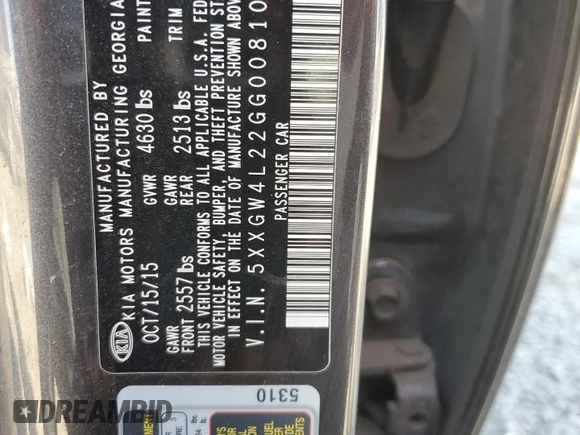 MANUFACTURED BY
KIA KIA MOTORS MANUFACTURING GEORGIA
OCT/15/15 GVWR 4630 lbs PAINT
GAWR FRONT 2557 lbs GAWR REAR 2513 lbs TRIM
THIS VEHICLE CONFORMS TO ALL APPLICABLE U.S.A. FED
MOTOR VEHICLE SAFETY, BUMPER, AND THEFT PREVENTION ST
IN EFFECT ON THE DATE OF MANUFACTURE SHOWN ABOV
V.I.N. 5XXGW4L22GG00810
PASSENGER CAR
5310
DREAMBID
.com